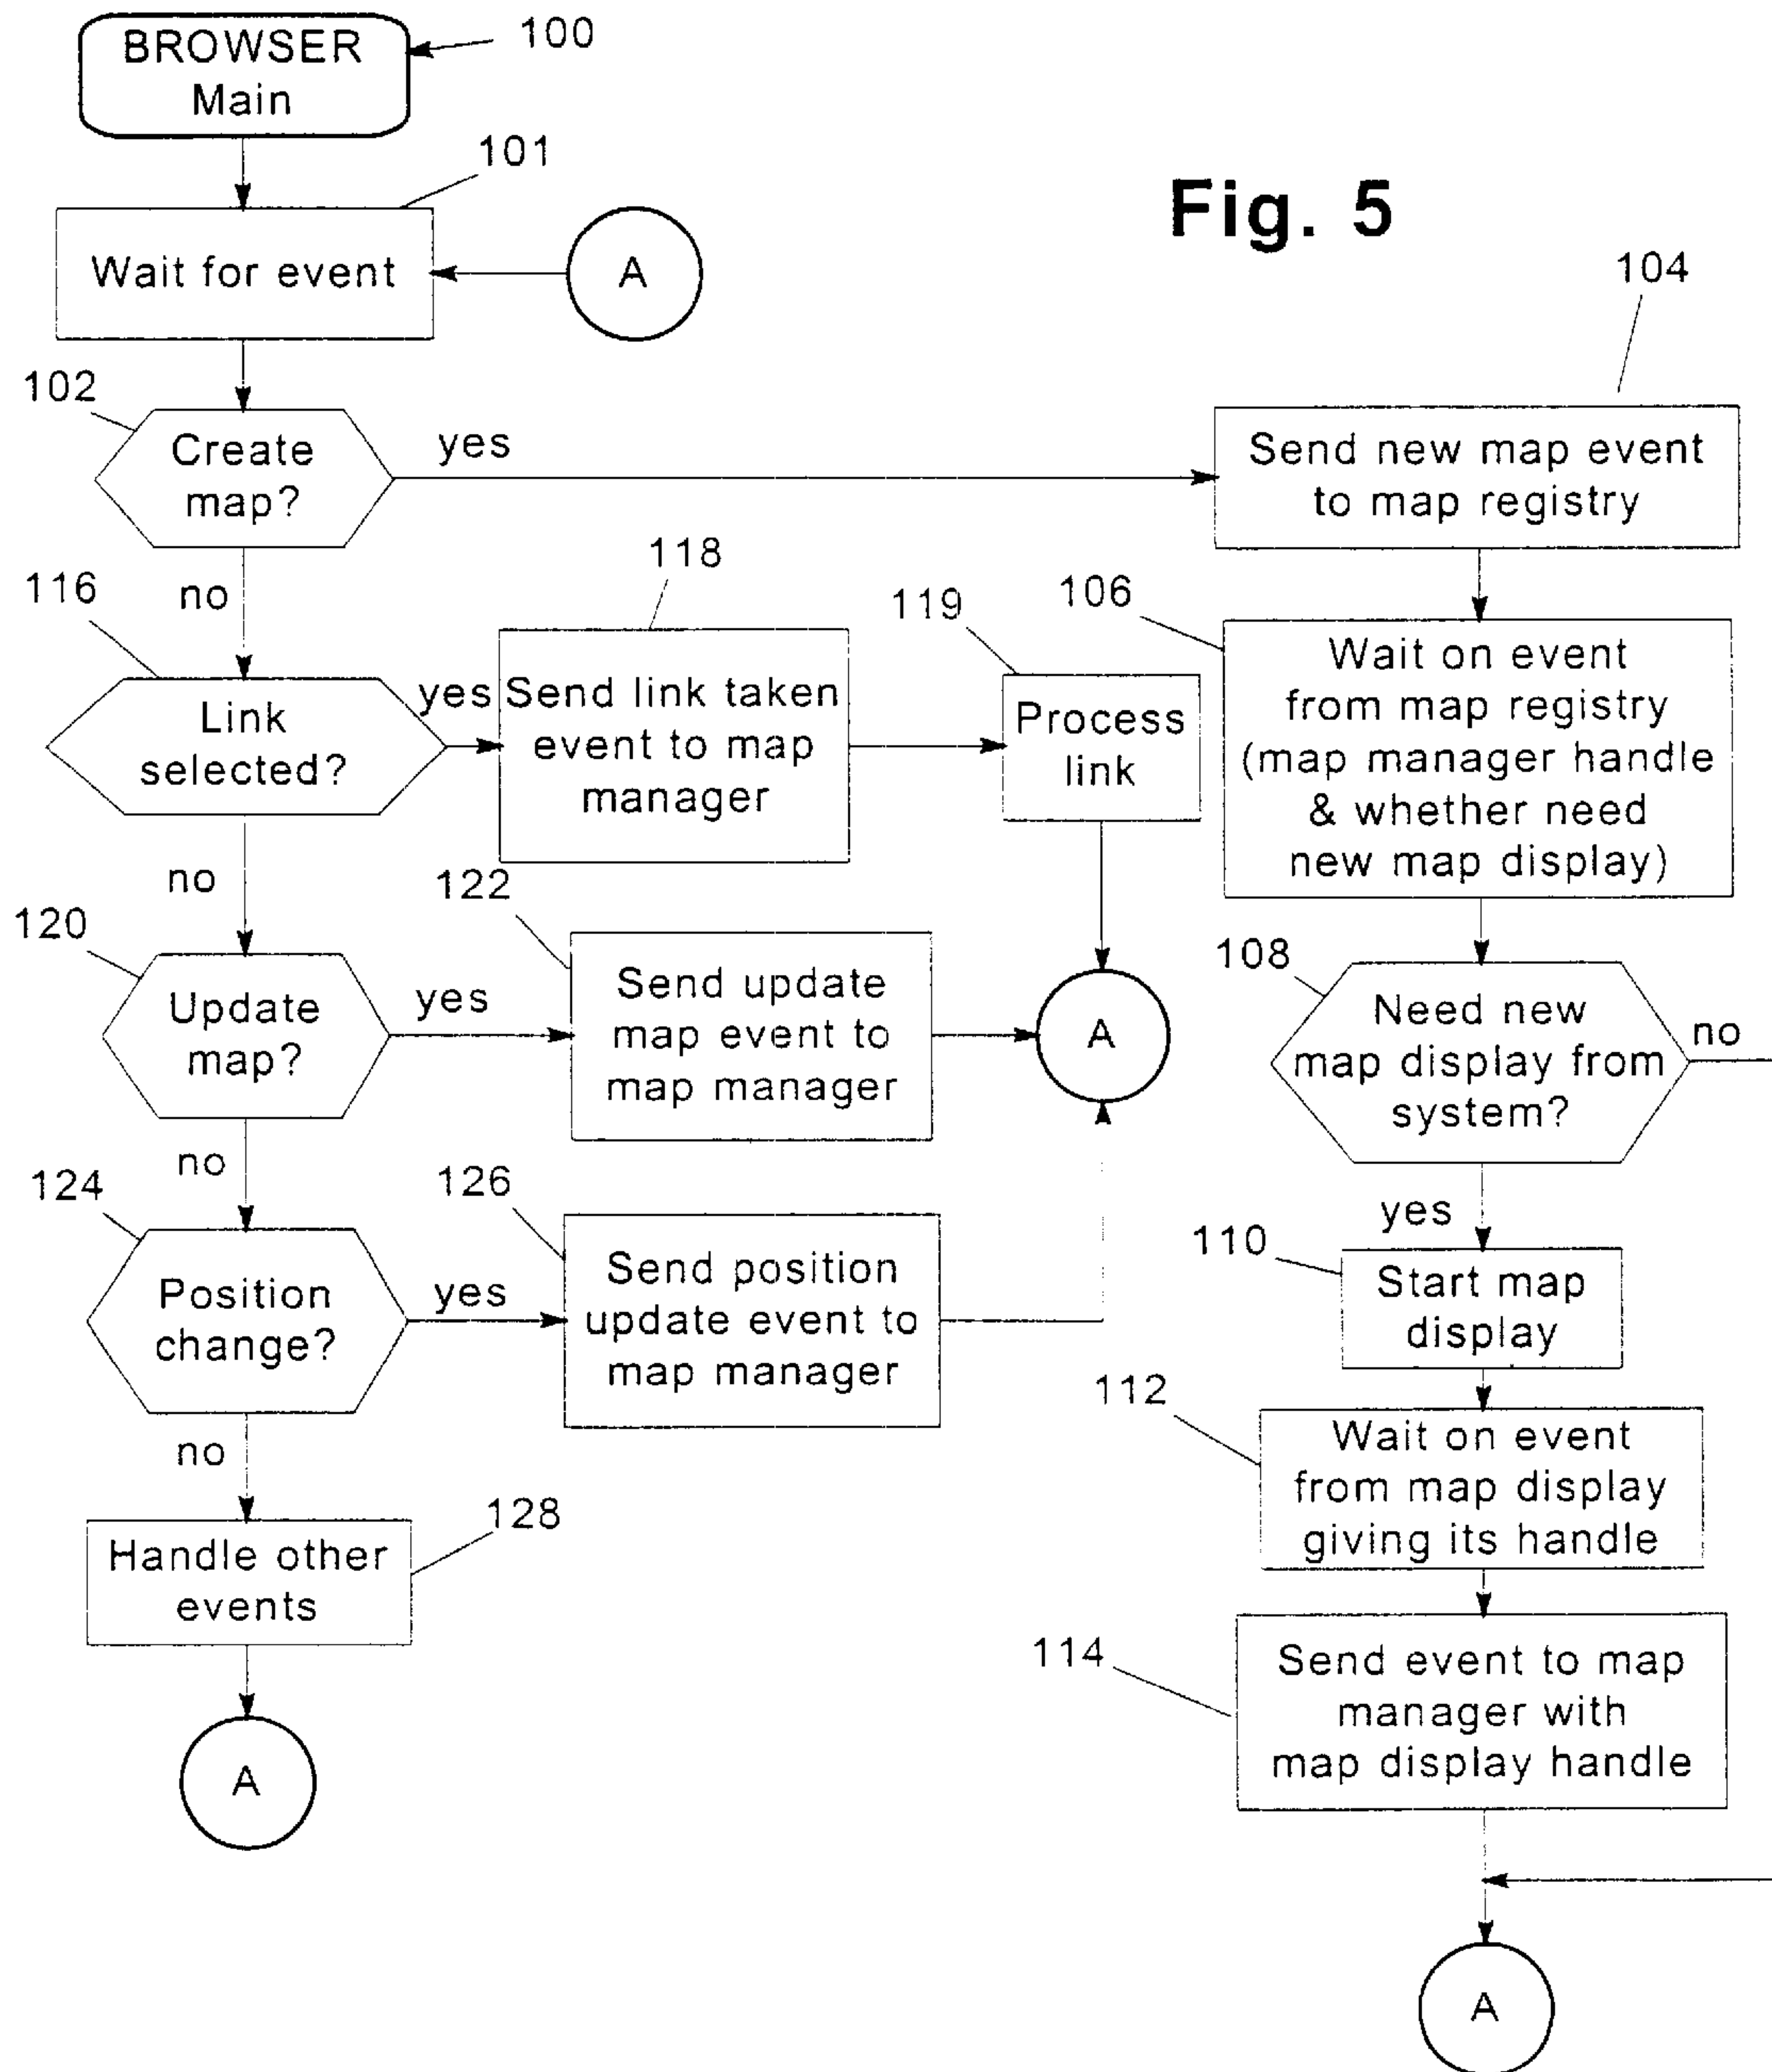 BROWSER
Main
100
101
Wait for event
A
Fig. 5
104
102
Create
map?
yes
Send new map event
to map registry
no
116
118
119
106
Link
selected?
yes
Send link taken
event to map
manager
Process
link
Wait on event
from map registry
(map manager handle
& whether need
new map display)
no
120
122
108
Update
map?
yes
Send update
map event to
map manager
A
Need new
map display from
system?
no
yes
no
124
126
110
Position
change?
yes
Send position
update event to
map manager
Start map
display
112
no
Wait on event
from map display
giving its handle
128
Handle other
events
114
Send event to map
manager with
map display handle
A
A